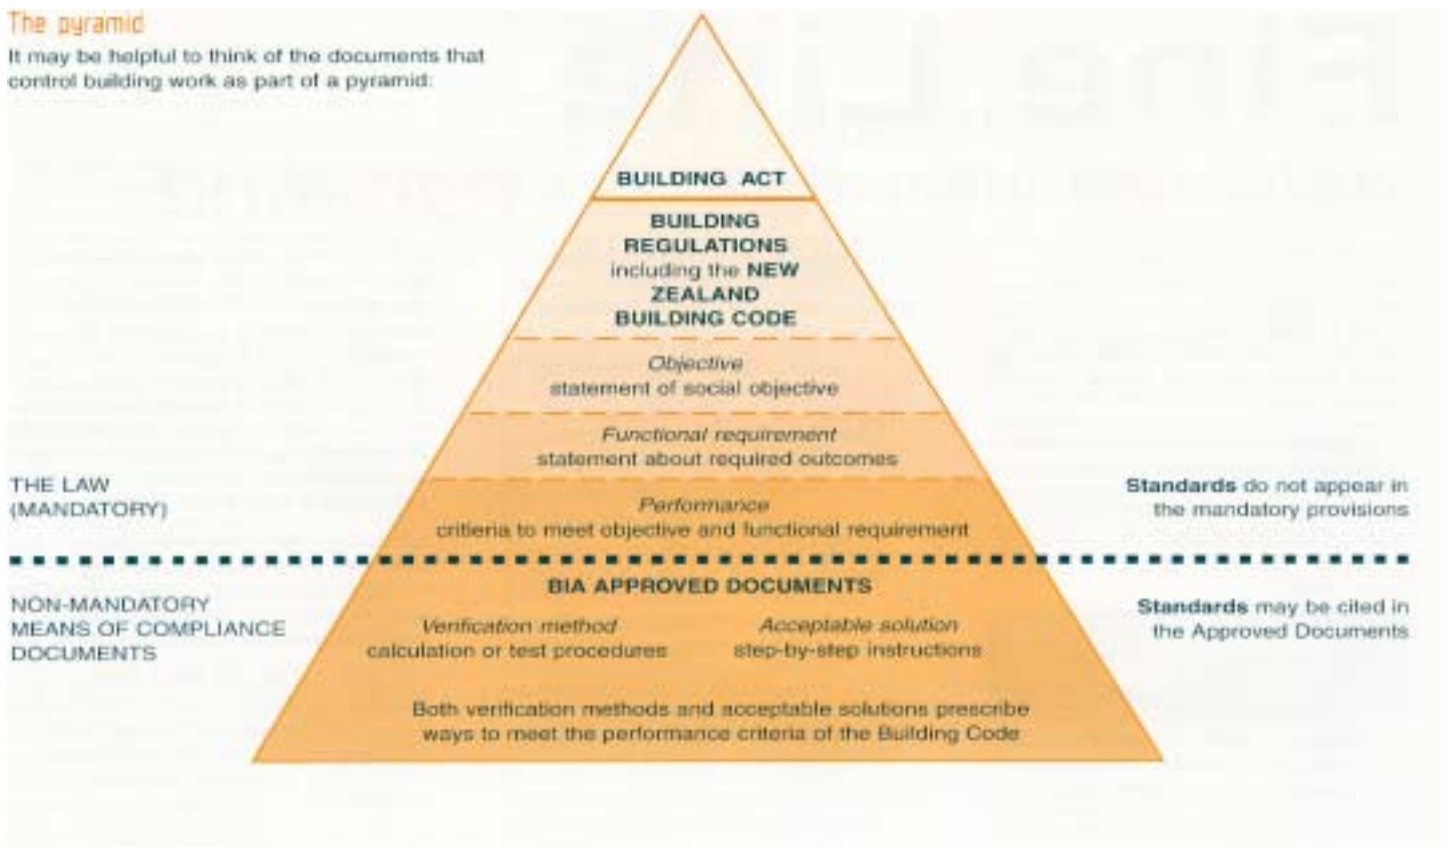 The pyramid
It may be helpful to think of the documents that
control building work as part of a pyramid:
BUILDING ACT
BUILDING
REGULATIONS
including the NEW
ZEALAND
BUILDING CODE
Objective
statement of social objective
Functional requirement
statement about required outcomes
THE LAW
(MANDATORY)
Performance
critieria to meet objective and functional requirement
Standards do not appear in
the mandatory provisions
BIA APPROVED DOCUMENTS
NON-MANDATORY
MEANS OF COMPLIANCE
DOCUMENTS
Verification method
calculation or test procedures
Acceptable solution
step-by-step instructions
Standards may be cited in
the Approved Documents
Both verification methods and acceptable solutions prescribe
ways to meet the performance criteria of the Building Code